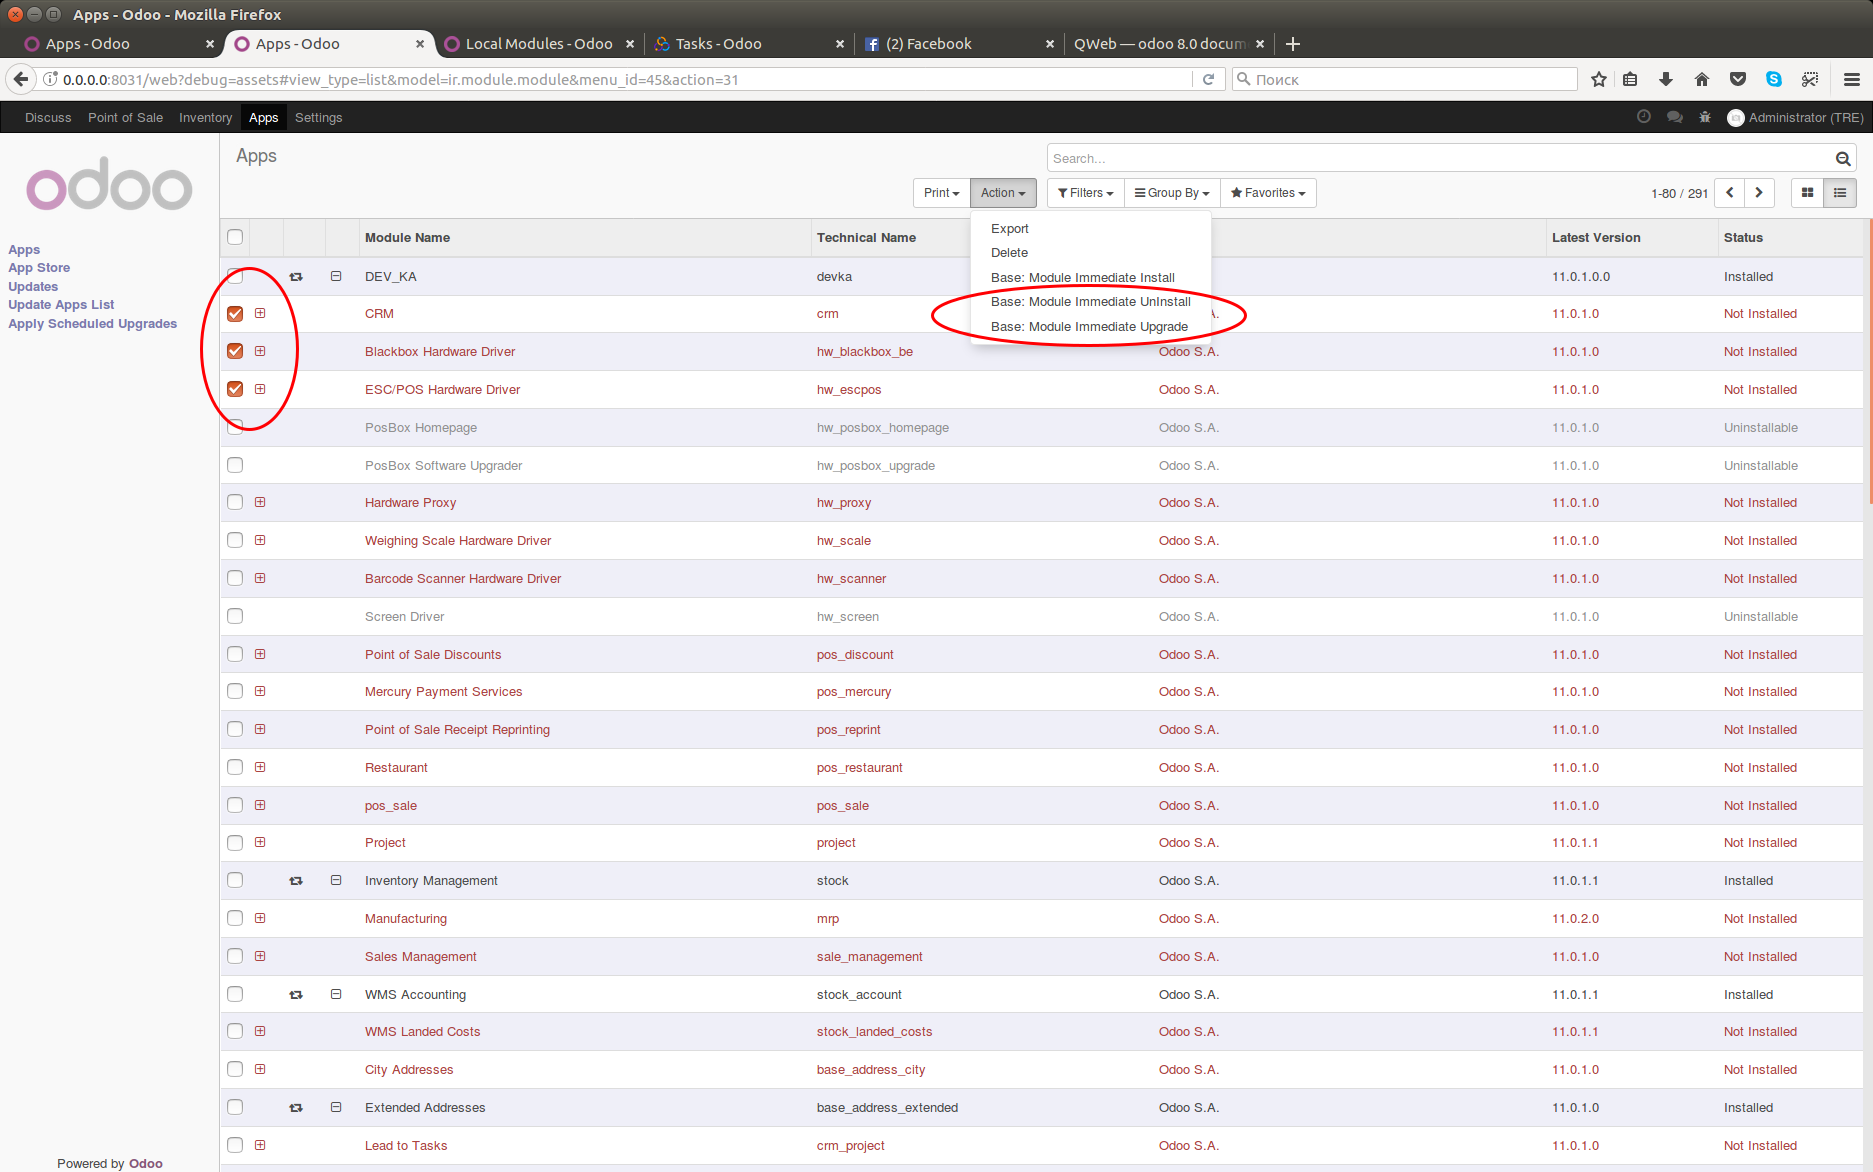 Apps - Odoo - Mozilla Firefox
Apps - Odoo
Apps - Odoo
Local Modules - Odoo
Tasks - Odoo
(2) Facebook
QWeb — odoo 8.0 docum
0.0.0.0:8031/web?debug=assets#view_type=list&model=ir.module.module&menu_id=45&action=31
Поиск
Discuss Point of Sale Inventory Apps Settings
Administrator (TRE)
odoo
Apps
App Store
Updates
Update Apps List
Apply Scheduled Upgrades
Powered by Odoo
Apps
Search...
Print Action Filters Group By Favorites
1-80 / 291
Export
Delete
Base: Module Immediate Install
Base: Module Immediate UnInstall
Base: Module Immediate Upgrade
Module Name Technical Name Latest Version Status
DEV_KA devka 11.0.1.0.0 Installed
CRM crm A. 11.0.1.0 Not Installed
Blackbox Hardware Driver hw_blackbox_be Odoo S.A. 11.0.1.0 Not Installed
ESC/POS Hardware Driver hw_escpos Odoo S.A. 11.0.1.0 Not Installed
PosBox Homepage hw_posbox_homepage Odoo S.A. 11.0.1.0 Uninstallable
PosBox Software Upgrader hw_posbox_upgrade Odoo S.A. 11.0.1.0 Uninstallable
Hardware Proxy hw_proxy Odoo S.A. 11.0.1.0 Not Installed
Weighing Scale Hardware Driver hw_scale Odoo S.A. 11.0.1.0 Not Installed
Barcode Scanner Hardware Driver hw_scanner Odoo S.A. 11.0.1.0 Not Installed
Screen Driver hw_screen Odoo S.A. 11.0.1.0 Uninstallable
Point of Sale Discounts pos_discount Odoo S.A. 11.0.1.0 Not Installed
Mercury Payment Services pos_mercury Odoo S.A. 11.0.1.0 Not Installed
Point of Sale Receipt Reprinting pos_reprint Odoo S.A. 11.0.1.0 Not Installed
Restaurant pos_restaurant Odoo S.A. 11.0.1.0 Not Installed
pos_sale pos_sale Odoo S.A. 11.0.1.0 Not Installed
Project project Odoo S.A. 11.0.1.1 Not Installed
Inventory Management stock Odoo S.A. 11.0.1.1 Installed
Manufacturing mrp Odoo S.A. 11.0.2.0 Not Installed
Sales Management sale_management Odoo S.A. 11.0.1.0 Not Installed
WMS Accounting stock_account Odoo S.A. 11.0.1.1 Installed
WMS Landed Costs stock_landed_costs Odoo S.A. 11.0.1.1 Not Installed
City Addresses base_address_city Odoo S.A. 11.0.1.0 Not Installed
Extended Addresses base_address_extended Odoo S.A. 11.0.1.0 Installed
Lead to Tasks crm_project Odoo S.A. 11.0.1.0 Not Installed